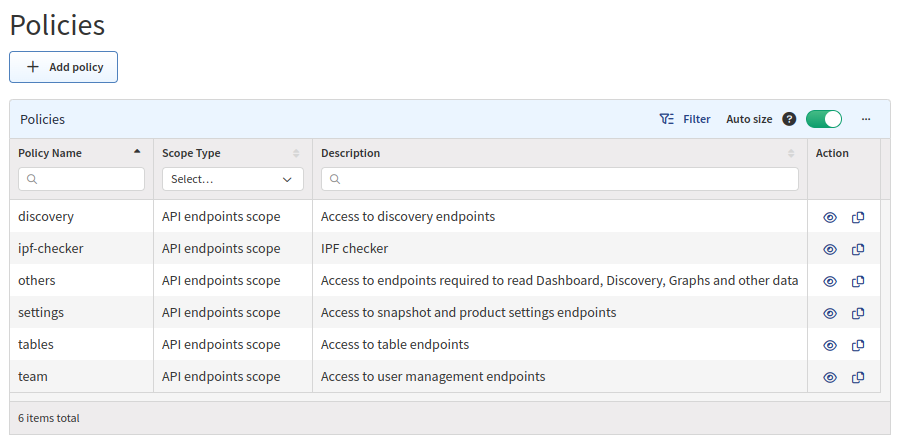 Policies
Add policy
Policies Filter Auto size ? ...
Policy Name Scope Type Description Action
Select...
discovery API endpoints scope Access to discovery endpoints
ipf-checker API endpoints scope IPF checker
others API endpoints scope Access to endpoints required to read Dashboard, Discovery, Graphs and other data
settings API endpoints scope Access to snapshot and product settings endpoints
tables API endpoints scope Access to table endpoints
team API endpoints scope Access to user management endpoints
6 items total